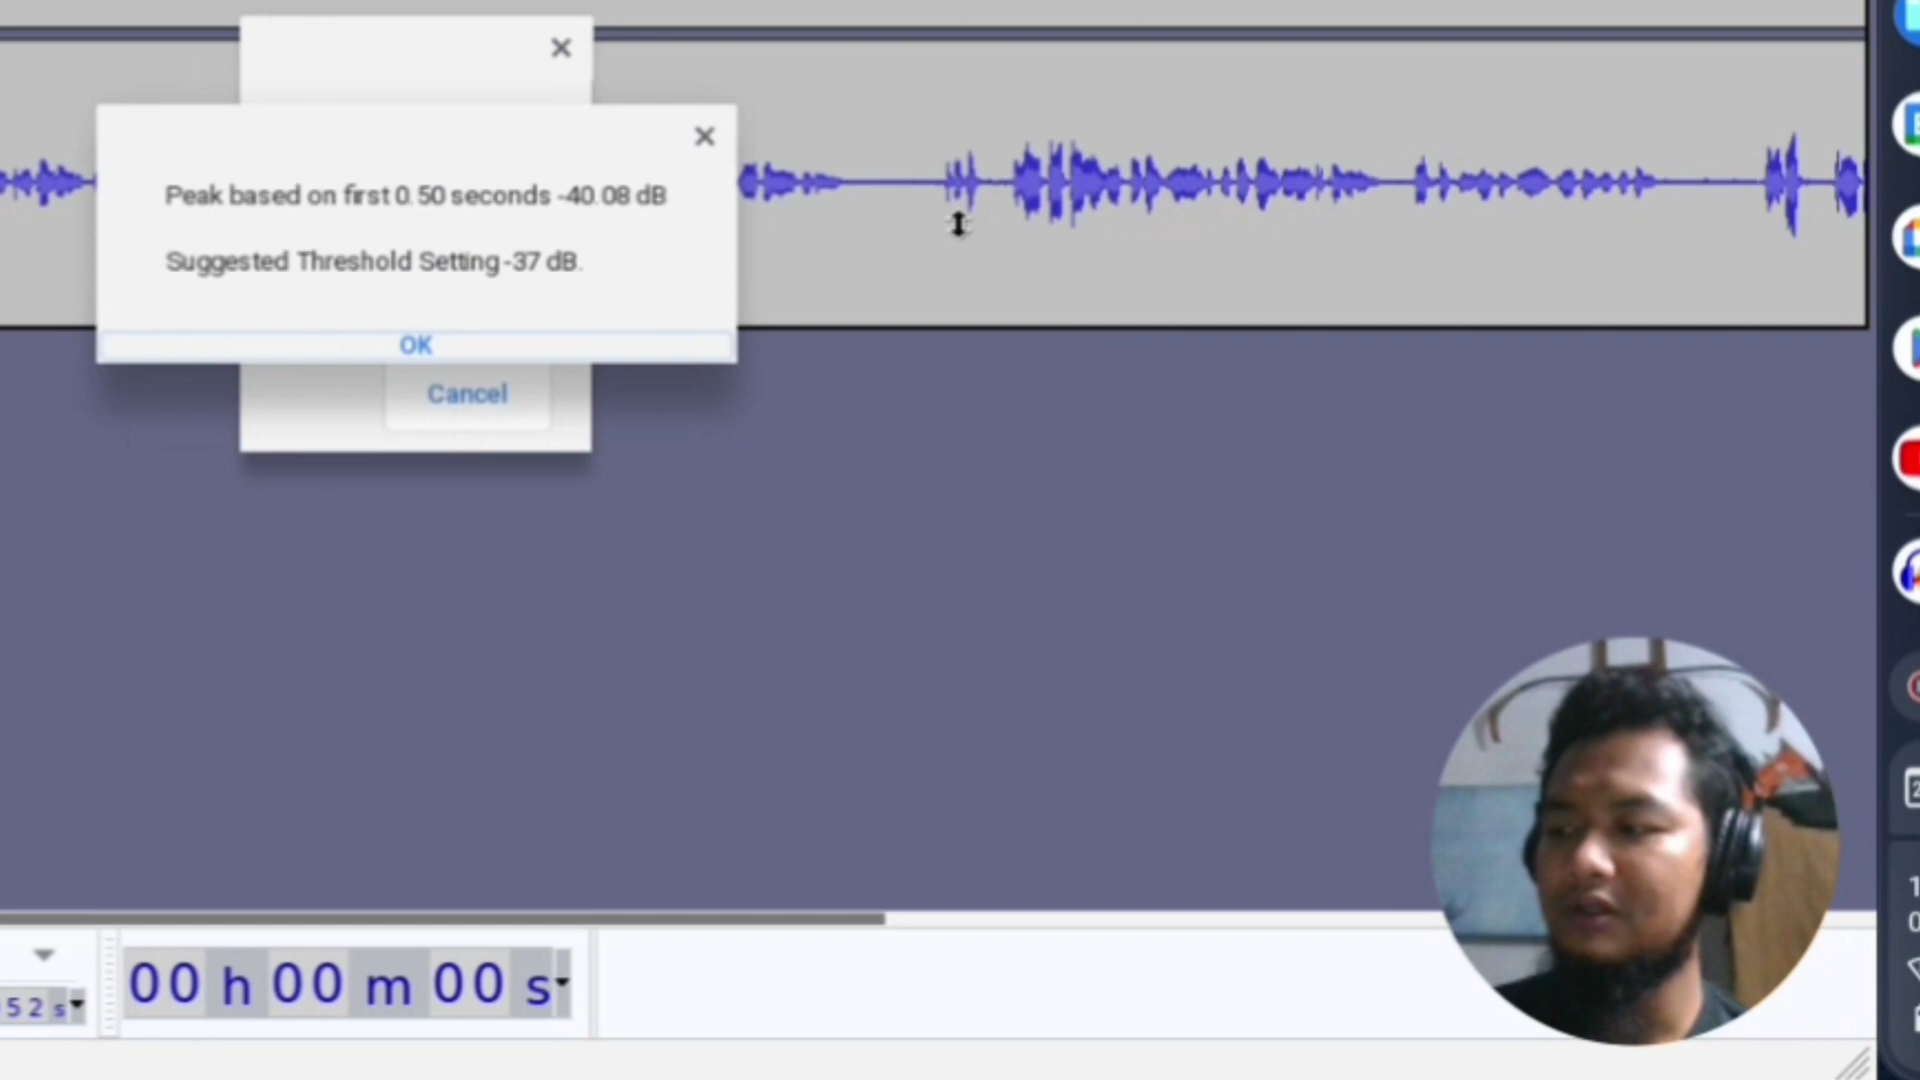 Peak based on first 0.50 seconds -40.08 dB
Suggested Threshold Setting -37 dB.
OK
Cancel
00 h 00 m 00 s
52 s